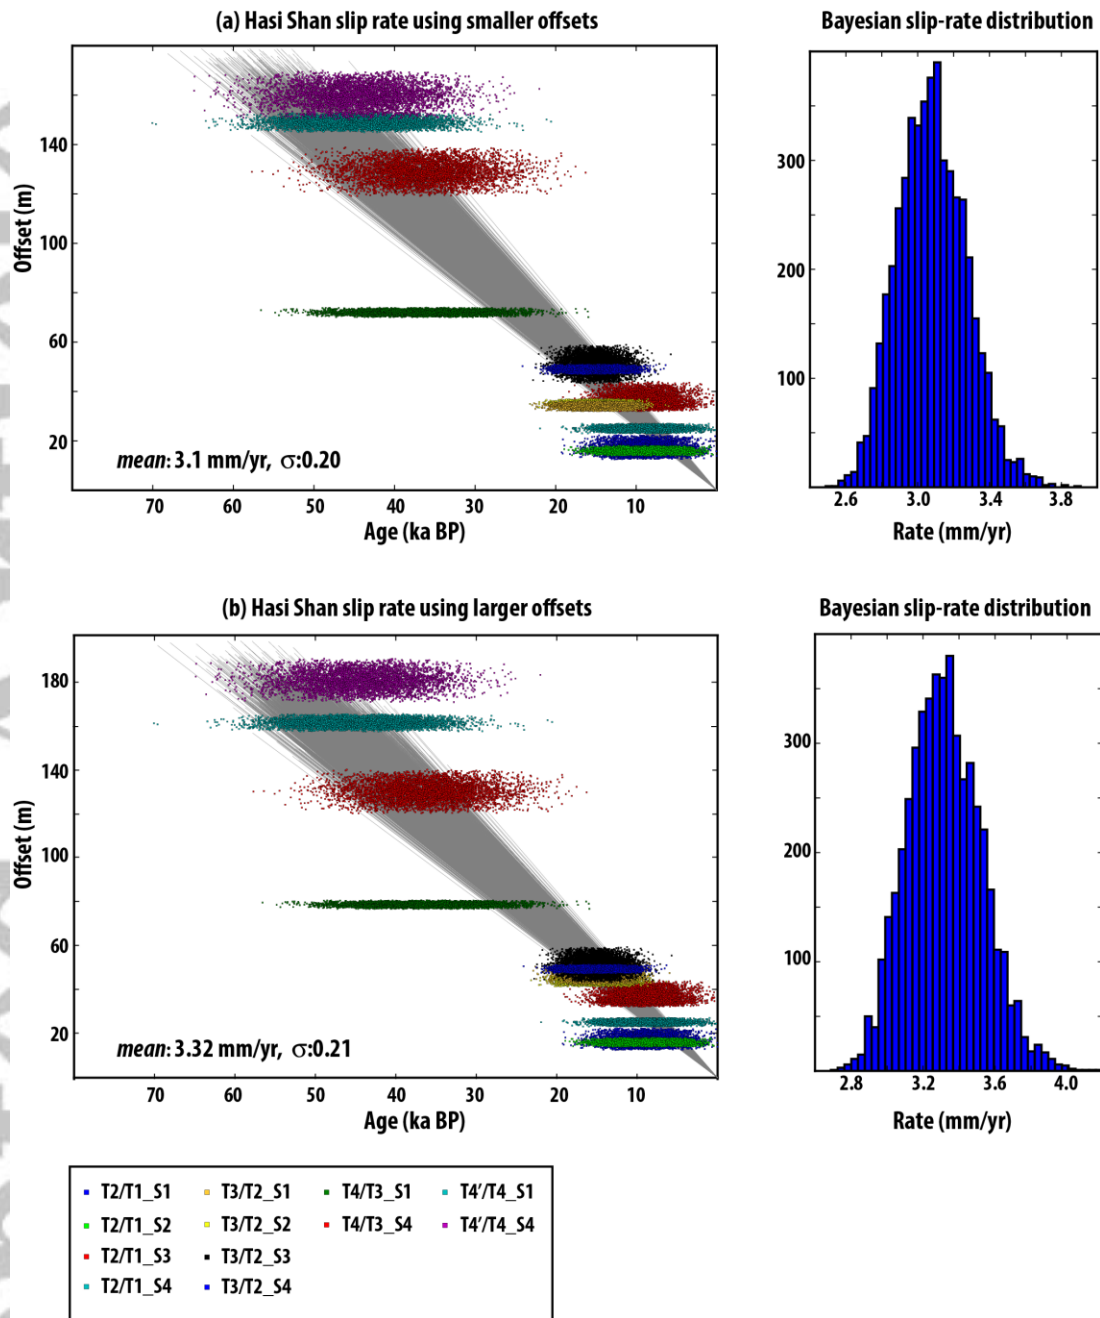 (a) Hasi Shan slip rate using smaller offsets
Bayesian slip-rate distribution
Offset (m)
140
100
60
20
mean: 3.1 mm/yr, σ:0.20
70 60 50 40 30 20 10
Age (ka BP)
300
200
100
2.6 3.0 3.4 3.8
Rate (mm/yr)
(b) Hasi Shan slip rate using larger offsets
Bayesian slip-rate distribution
Offset (m)
180
140
100
60
20
mean: 3.32 mm/yr, σ:0.21
70 60 50 40 30 20 10
Age (ka BP)
300
200
100
2.8 3.2 3.6 4.0
Rate (mm/yr)
T2/T1_S1 T3/T2_S1 T4/T3_S1 T4′/T4_S1
T2/T1_S2 T3/T2_S2 T4/T3_S4 T4′/T4_S4
T2/T1_S3 T3/T2_S3
T2/T1_S4 T3/T2_S4